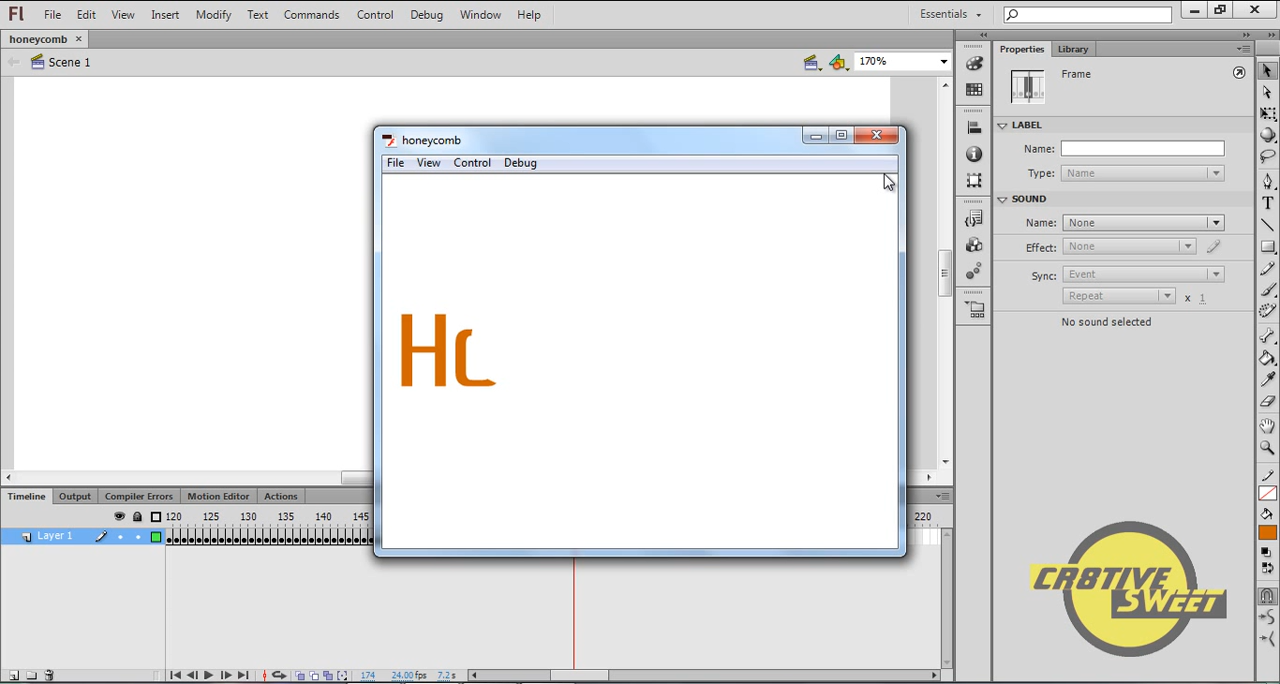 Fl File Edit View Insert Modify Text Commands Control Debug Window Help Essentials
honeycomb
Scene 1 170%
Properties Library
Frame
LABEL
Name:
Type: Name
SOUND
Name: None
Effect: None
Sync: Event
Repeat x 1
No sound selected
honeycomb
File View Control Debug
Ho
Timeline Output Compiler Errors Motion Editor Actions
120 125 130 135 140 145 220
Layer 1
174 24.00 fps 7.2 s
CR8TIVE
SWEET